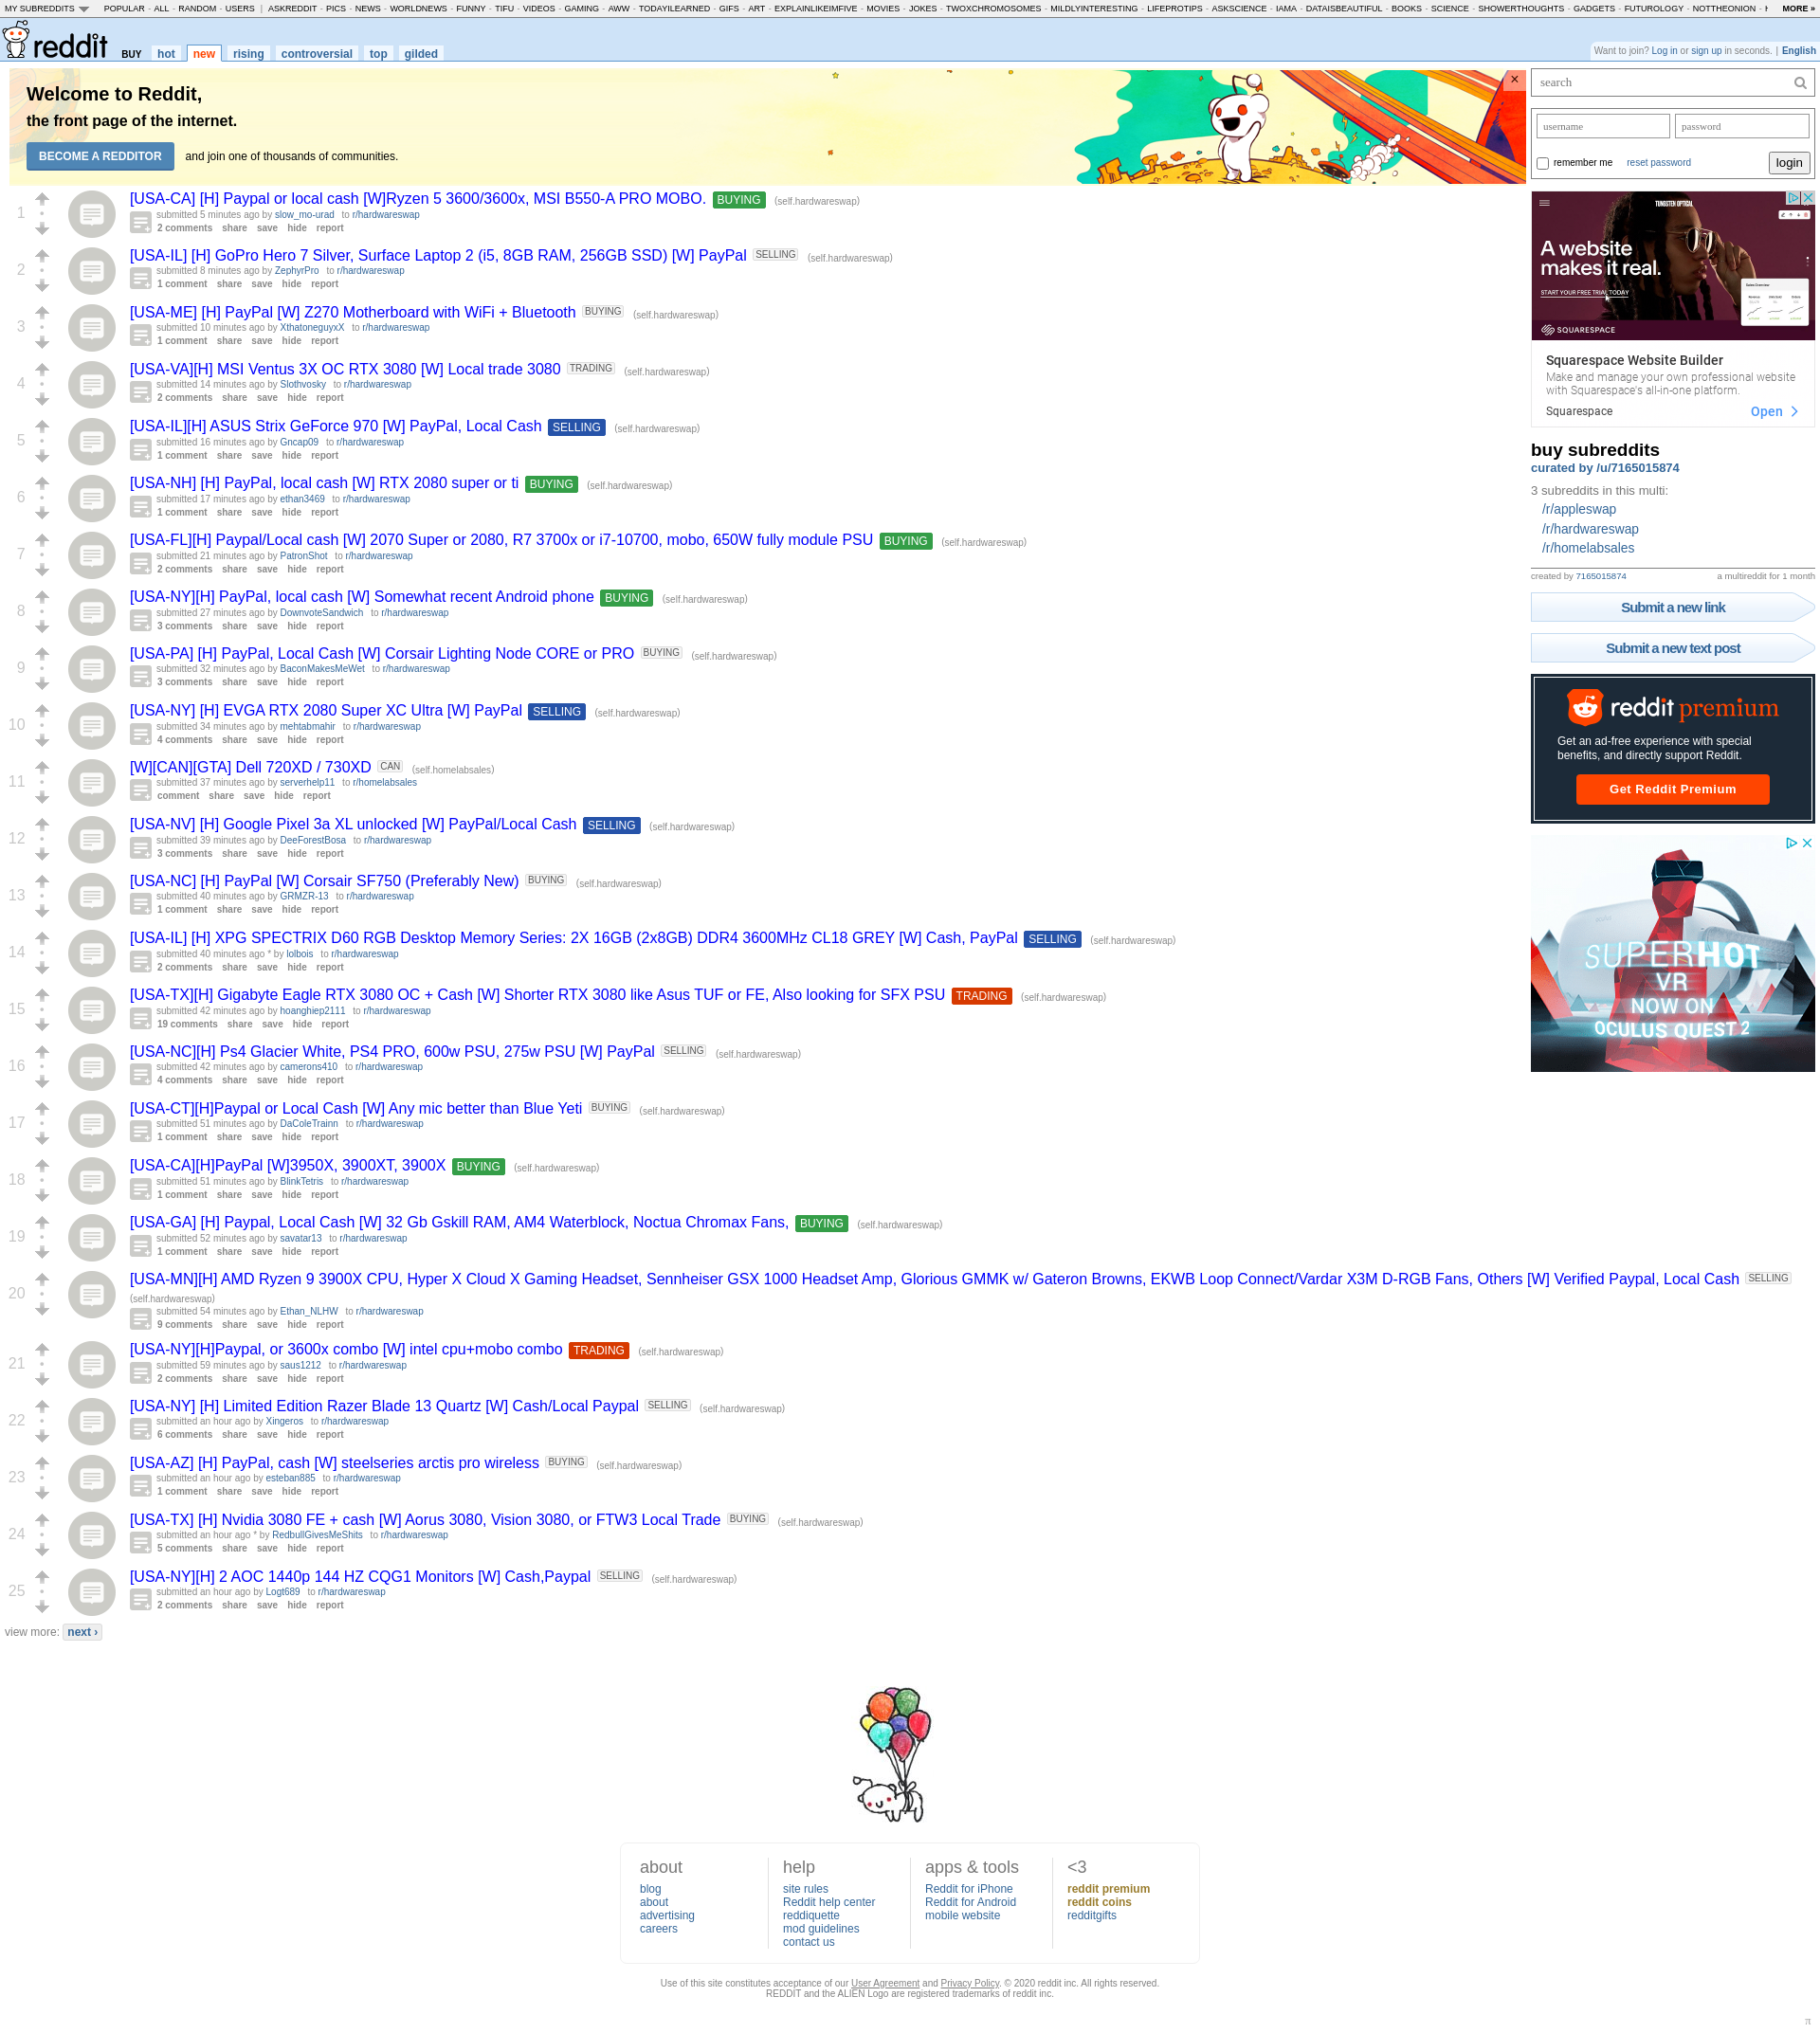 MY SUBREDDITS POPULAR - ALL - RANDOM - USERS | ASKREDDIT - PICS - NEWS - WORLDNEWS - FUNNY - TIFU - VIDEOS - GAMING - AWW - TODAYILEARNED - GIFS - ART - EXPLAINLIKEIMFIVE - MOVIES - JOKES - TWOXCHROMOSOMES - MILDLYINTERESTING - LIFEPROTIPS - ASKSCIENCE - IAMA - DATAISBEAUTIFUL - BOOKS - SCIENCE - SHOWERTHOUGHTS - GADGETS - FUTUROLOGY - NOTTHEONION - MORE »
reddit BUY hot new rising controversial top gilded
Want to join? Log in or sign up in seconds. | English
Welcome to Reddit,
the front page of the internet.
BECOME A REDDITOR and join one of thousands of communities.
1
[USA-CA] [H] Paypal or local cash [W]Ryzen 5 3600/3600x, MSI B550-A PRO MOBO. BUYING (self.hardwareswap)
submitted 5 minutes ago by slow_mo-urad to r/hardwareswap
2 comments share save hide report
2
[USA-IL] [H] GoPro Hero 7 Silver, Surface Laptop 2 (i5, 8GB RAM, 256GB SSD) [W] PayPal SELLING (self.hardwareswap)
submitted 8 minutes ago by ZephyrPro to r/hardwareswap
1 comment share save hide report
3
[USA-ME] [H] PayPal [W] Z270 Motherboard with WiFi + Bluetooth BUYING (self.hardwareswap)
submitted 10 minutes ago by XthatoneguyxX to r/hardwareswap
1 comment share save hide report
4
[USA-VA][H] MSI Ventus 3X OC RTX 3080 [W] Local trade 3080 TRADING (self.hardwareswap)
submitted 14 minutes ago by Slothvosky to r/hardwareswap
2 comments share save hide report
5
[USA-IL][H] ASUS Strix GeForce 970 [W] PayPal, Local Cash SELLING (self.hardwareswap)
submitted 16 minutes ago by Gncap09 to r/hardwareswap
1 comment share save hide report
6
[USA-NH] [H] PayPal, local cash [W] RTX 2080 super or ti BUYING (self.hardwareswap)
submitted 17 minutes ago by ethan3469 to r/hardwareswap
1 comment share save hide report
7
[USA-FL][H] Paypal/Local cash [W] 2070 Super or 2080, R7 3700x or i7-10700, mobo, 650W fully module PSU BUYING (self.hardwareswap)
submitted 21 minutes ago by PatronShot to r/hardwareswap
2 comments share save hide report
8
[USA-NY][H] PayPal, local cash [W] Somewhat recent Android phone BUYING (self.hardwareswap)
submitted 27 minutes ago by DownvoteSandwich to r/hardwareswap
3 comments share save hide report
9
[USA-PA] [H] PayPal, Local Cash [W] Corsair Lighting Node CORE or PRO BUYING (self.hardwareswap)
submitted 32 minutes ago by BaconMakesMeWet to r/hardwareswap
3 comments share save hide report
10
[USA-NY] [H] EVGA RTX 2080 Super XC Ultra [W] PayPal SELLING (self.hardwareswap)
submitted 34 minutes ago by mehtabmahir to r/hardwareswap
4 comments share save hide report
11
[W][CAN][GTA] Dell 720XD / 730XD CAN (self.homelabsales)
submitted 37 minutes ago by serverhelp11 to r/homelabsales
comment share save hide report
12
[USA-NV] [H] Google Pixel 3a XL unlocked [W] PayPal/Local Cash SELLING (self.hardwareswap)
submitted 39 minutes ago by DeeForestBosa to r/hardwareswap
3 comments share save hide report
13
[USA-NC] [H] PayPal [W] Corsair SF750 (Preferably New) BUYING (self.hardwareswap)
submitted 40 minutes ago by GRMZR-13 to r/hardwareswap
1 comment share save hide report
14
[USA-IL] [H] XPG SPECTRIX D60 RGB Desktop Memory Series: 2X 16GB (2x8GB) DDR4 3600MHz CL18 GREY [W] Cash, PayPal SELLING (self.hardwareswap)
submitted 40 minutes ago * by lolbois to r/hardwareswap
2 comments share save hide report
15
[USA-TX][H] Gigabyte Eagle RTX 3080 OC + Cash [W] Shorter RTX 3080 like Asus TUF or FE, Also looking for SFX PSU TRADING (self.hardwareswap)
submitted 42 minutes ago by hoanghiep2111 to r/hardwareswap
19 comments share save hide report
16
[USA-NC][H] Ps4 Glacier White, PS4 PRO, 600w PSU, 275w PSU [W] PayPal SELLING (self.hardwareswap)
submitted 42 minutes ago by camerons410 to r/hardwareswap
4 comments share save hide report
17
[USA-CT][H]Paypal or Local Cash [W] Any mic better than Blue Yeti BUYING (self.hardwareswap)
submitted 51 minutes ago by DaColeTrainn to r/hardwareswap
1 comment share save hide report
18
[USA-CA][H]PayPal [W]3950X, 3900XT, 3900X BUYING (self.hardwareswap)
submitted 51 minutes ago by BlinkTetris to r/hardwareswap
1 comment share save hide report
19
[USA-GA] [H] Paypal, Local Cash [W] 32 Gb Gskill RAM, AM4 Waterblock, Noctua Chromax Fans, BUYING (self.hardwareswap)
submitted 52 minutes ago by savatar13 to r/hardwareswap
1 comment share save hide report
20
[USA-MN][H] AMD Ryzen 9 3900X CPU, Hyper X Cloud X Gaming Headset, Sennheiser GSX 1000 Headset Amp, Glorious GMMK w/ Gateron Browns, EKWB Loop Connect/Vardar X3M D-RGB Fans, Others [W] Verified Paypal, Local Cash SELLING
(self.hardwareswap)
submitted 54 minutes ago by Ethan_NLHW to r/hardwareswap
9 comments share save hide report
21
[USA-NY][H]Paypal, or 3600x combo [W] intel cpu+mobo combo TRADING (self.hardwareswap)
submitted 59 minutes ago by saus1212 to r/hardwareswap
2 comments share save hide report
22
[USA-NY] [H] Limited Edition Razer Blade 13 Quartz [W] Cash/Local Paypal SELLING (self.hardwareswap)
submitted an hour ago by Xingeros to r/hardwareswap
6 comments share save hide report
23
[USA-AZ] [H] PayPal, cash [W] steelseries arctis pro wireless BUYING (self.hardwareswap)
submitted an hour ago by esteban885 to r/hardwareswap
1 comment share save hide report
24
[USA-TX] [H] Nvidia 3080 FE + cash [W] Aorus 3080, Vision 3080, or FTW3 Local Trade BUYING (self.hardwareswap)
submitted an hour ago * by RedbullGivesMeShits to r/hardwareswap
5 comments share save hide report
25
[USA-NY][H] 2 AOC 1440p 144 HZ CQG1 Monitors [W] Cash,Paypal SELLING (self.hardwareswap)
submitted an hour ago by Logt689 to r/hardwareswap
2 comments share save hide report
view more: next ›
search
username password
remember me reset password login
TUNGSTEN OPTICAL
A website
makes it real.
START YOUR FREE TRIAL TODAY
SQUARESPACE
Squarespace Website Builder
Make and manage your own professional website
with Squarespace's all-in-one platform.
Squarespace Open
buy subreddits
curated by /u/7165015874
3 subreddits in this multi:
/r/appleswap
/r/hardwareswap
/r/homelabsales
created by 7165015874 a multireddit for 1 month
Submit a new link
Submit a new text post
reddit premium
Get an ad-free experience with special
benefits, and directly support Reddit.
Get Reddit Premium
SUPERHOT
VR
NOW ON
OCULUS QUEST 2
about
blog
about
advertising
careers
help
site rules
Reddit help center
reddiquette
mod guidelines
contact us
apps & tools
Reddit for iPhone
Reddit for Android
mobile website
<3
reddit premium
reddit coins
redditgifts
Use of this site constitutes acceptance of our User Agreement and Privacy Policy. © 2020 reddit inc. All rights reserved.
REDDIT and the ALIEN Logo are registered trademarks of reddit inc.
π